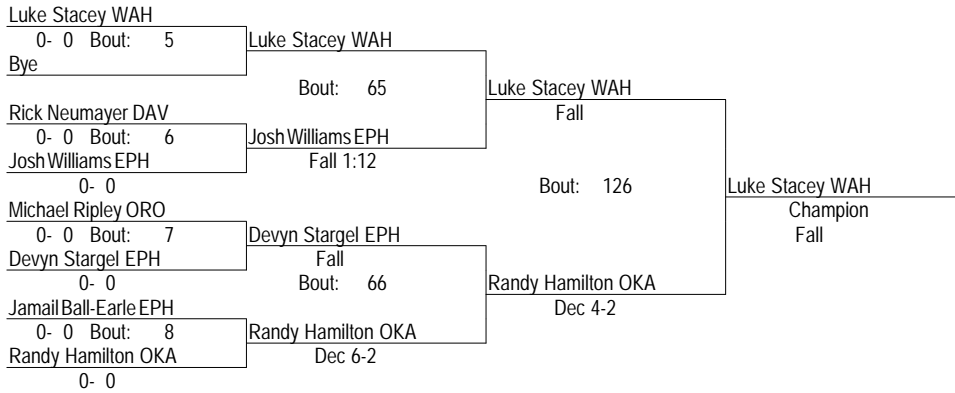 Luke Stacey WAH
0- 0 Bout: 5
Luke Stacey WAH
Bye
Bout: 65
Luke Stacey WAH
Rick Neumayer DAV
Fall
0- 0 Bout: 6
Josh Williams EPH
Josh Williams EPH
Fall 1:12
0- 0
Bout: 126
Luke Stacey WAH
Michael Ripley ORO
Champion
0- 0 Bout: 7
Devyn Stargel EPH
Fall
Devyn Stargel EPH
Fall
0- 0
Bout: 66
Randy Hamilton OKA
Jamail Ball-Earle EPH
Dec 4-2
0- 0 Bout: 8
Randy Hamilton OKA
Randy Hamilton OKA
Dec 6-2
0- 0